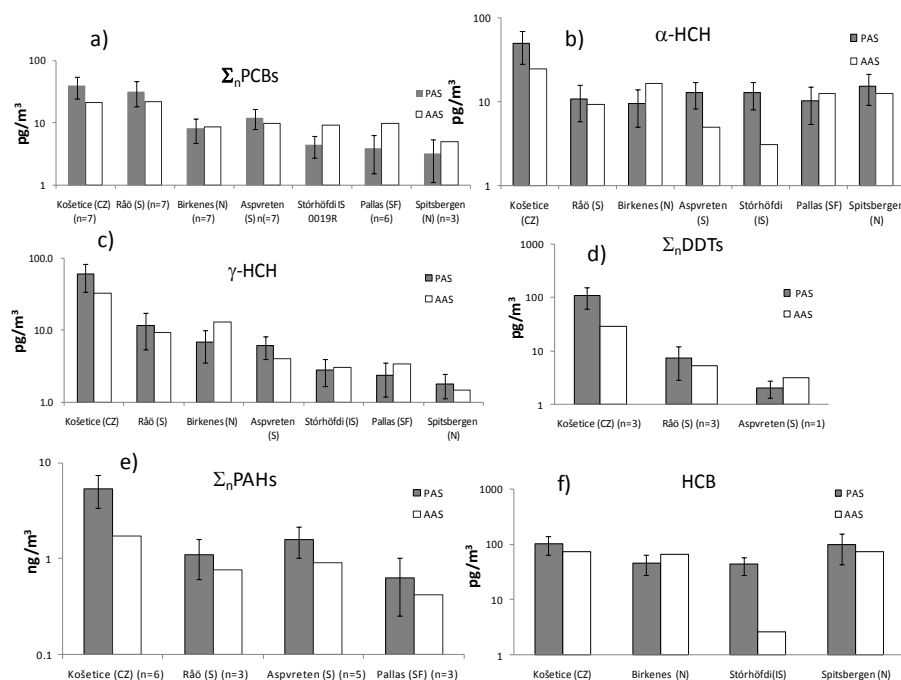 a)
ΣnPCBs
PAS
AAS
pg/m³
100
10
1
Košetice (CZ) (n=7)
Råö (S) (n=7)
Birkenes (N) (n=7)
Aspvreten (S) n(=7)
Stórhöfdi IS 0019R
Pallas (SF) (n=6)
Spitsbergen (N) (n=3)
b)
α-HCH
PAS
AAS
pg/m³
100
10
1
Košetice (CZ)
Råö (S)
Birkenes (N)
Aspvreten (S)
Stórhöfdi (IS)
Pallas (SF)
Spitsbergen (N)
c)
γ-HCH
PAS
AAS
pg/m³
100.0
10.0
1.0
Košetice (CZ)
Råö (S)
Birkenes (N)
Aspvreten (S)
Stórhöfdi (IS)
Pallas (SF)
Spitsbergen (N)
d)
ΣnDDTs
PAS
AAS
pg/m³
1000
100
10
1
Košetice (CZ) (n=3)
Råö (S) (n=3)
Aspvreten (S) (n=1)
e)
ΣnPAHs
PAS
AAS
ng/m³
10
1
0.1
Košetice (CZ) (n=6)
Råö (S) (n=3)
Aspvreten (S) (n=5)
Pallas (SF) (n=3)
f)
HCB
PAS
AAS
pg/m³
1000
100
10
1
Košetice (CZ)
Birkenes (N)
Stórhöfdi(IS)
Spitsbergen (N)